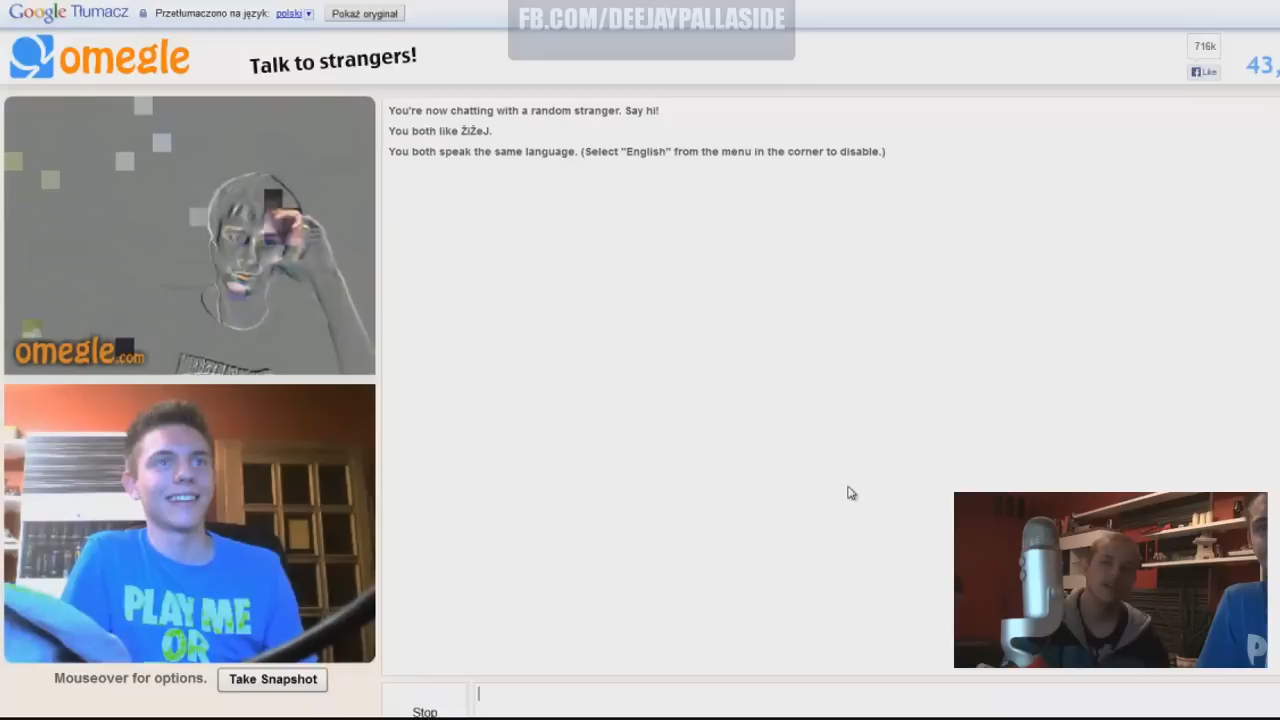 Google Tłumacz
Przetłumaczono na język: polski
Pokaż oryginał
FB.COM/DEEJAYPALLASIDE
omegle
Talk to strangers!
716k
Like
43,
You're now chatting with a random stranger. Say hi!
You both like ŻiŻeJ.
You both speak the same language. (Select "English" from the menu in the corner to disable.)
omegle.com
PLAY ME
OR
P
Mouseover for options.
Take Snapshot
Stop